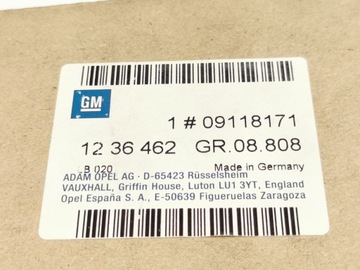 GM
1 # 09118171
12 36 462 GR.08.808
B 020 Made in Germany
ADAM OPEL AG · D-65423 Rüsselsheim
VAUXHALL, Griffin House, Luton LU1 3YT, England
Opel España S. A., E-50639 Figueruelas Zaragoza